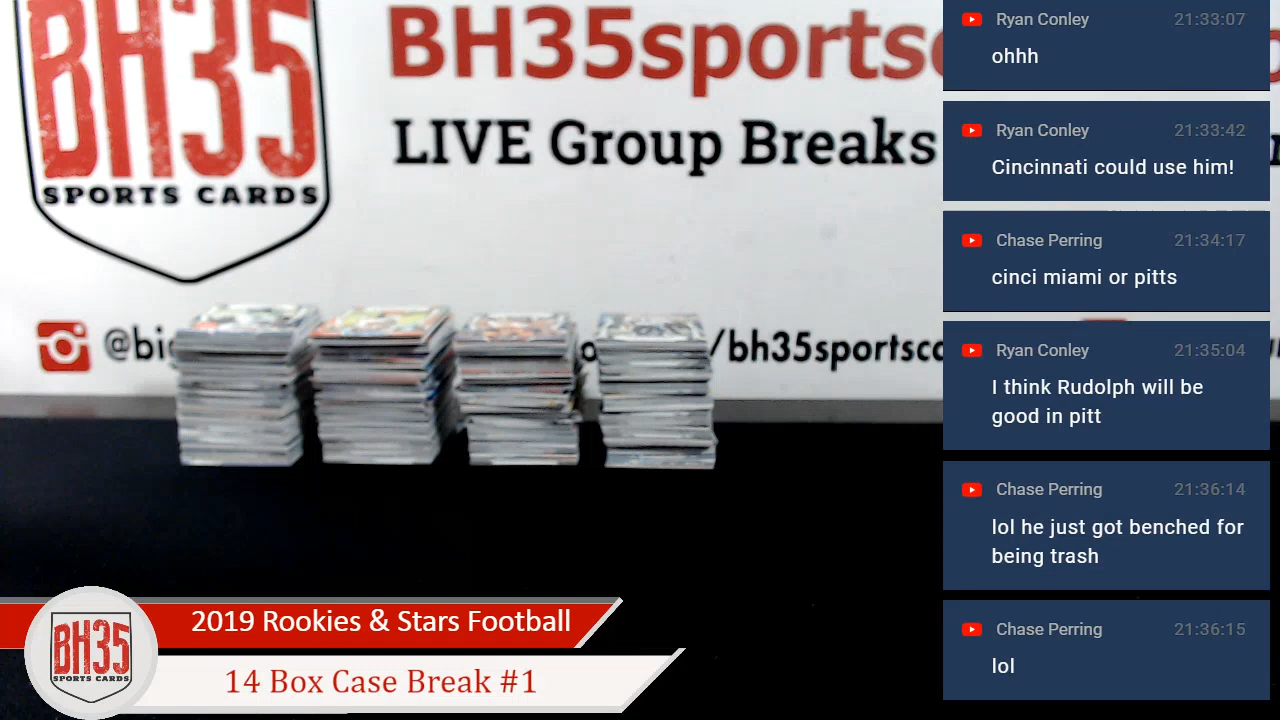 BH35
SPORTS CARDS
BH35sportsc
LIVE Group Breaks
@bi
/bh35sportsc
Ryan Conley 21:33:07
ohhh
Ryan Conley 21:33:42
Cincinnati could use him!
Chase Perring 21:34:17
cinci miami or pitts
Ryan Conley 21:35:04
I think Rudolph will be
good in pitt
Chase Perring 21:36:14
lol he just got benched for
being trash
Chase Perring 21:36:15
lol
2019 Rookies & Stars Football
14 Box Case Break #1
BH35
SPORTS CARDS